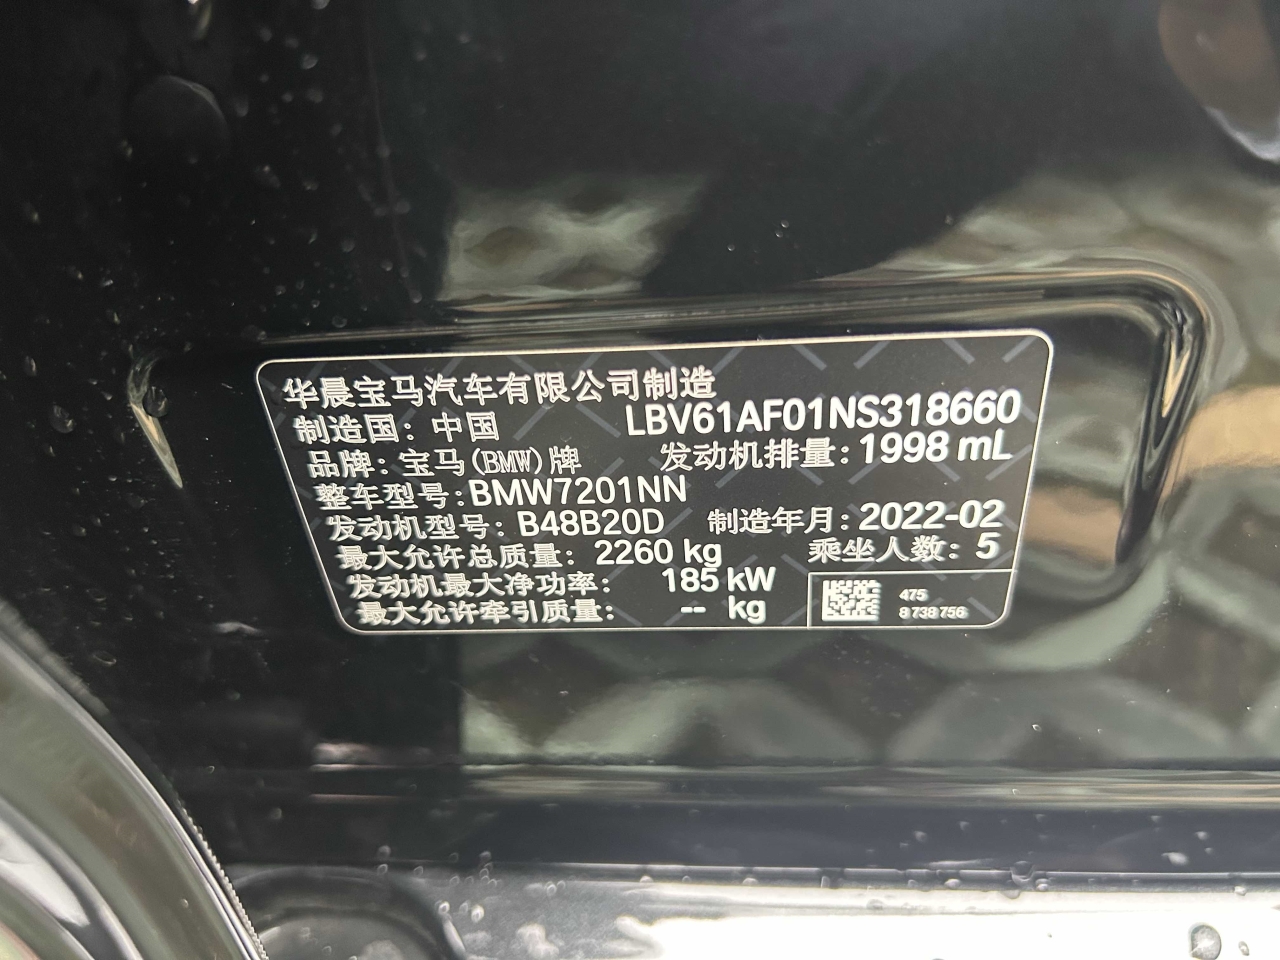 华晨宝马汽车有限公司制造
制造国：中国 LBV61AF01NS318660
品牌：宝马(BMW)牌 发动机排量：1998 mL
整车型号：BMW7201NN
发动机型号：B48B20D 制造年月：2022-02
最大允许总质量：2260 kg 乘坐人数：5
发动机最大净功率：185 kW
最大允许牵引质量：-- kg
475
8 738 756